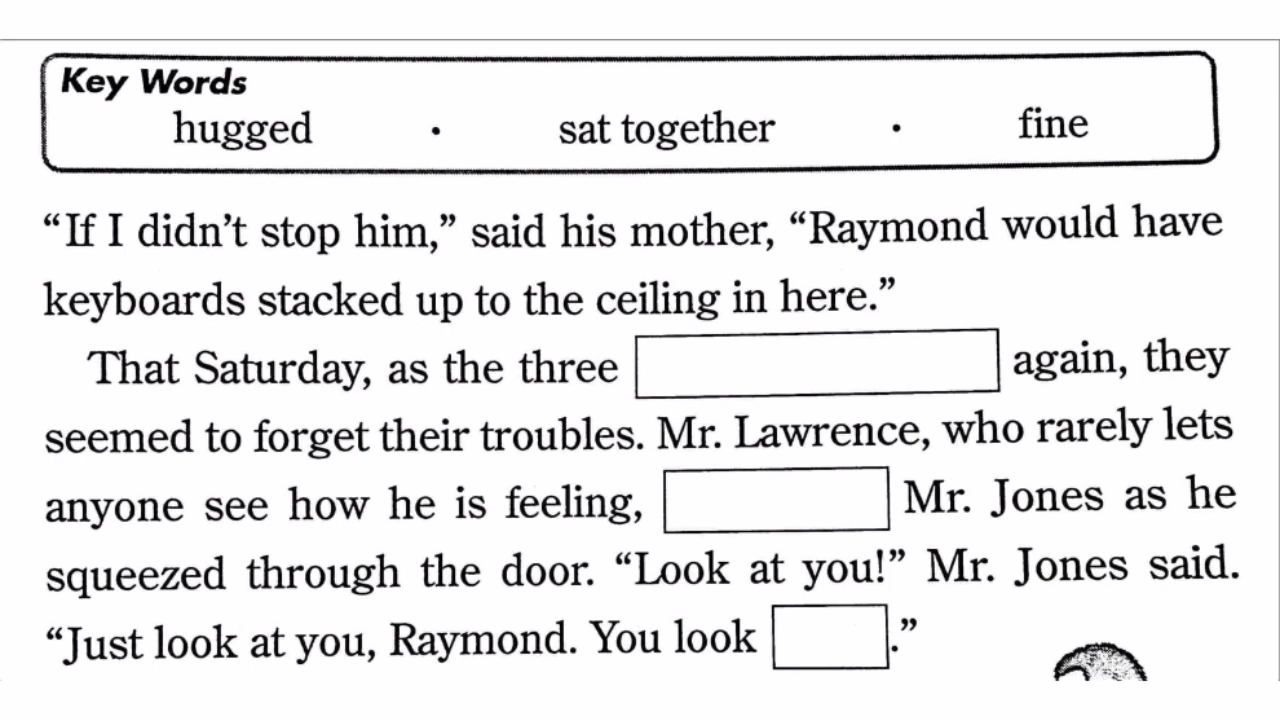 Key Words
hugged • sat together • fine
“If I didn’t stop him,” said his mother, “Raymond would have
keyboards stacked up to the ceiling in here.”
That Saturday, as the three again, they
seemed to forget their troubles. Mr. Lawrence, who rarely lets
anyone see how he is feeling, Mr. Jones as he
squeezed through the door. “Look at you!” Mr. Jones said.
“Just look at you, Raymond. You look .”